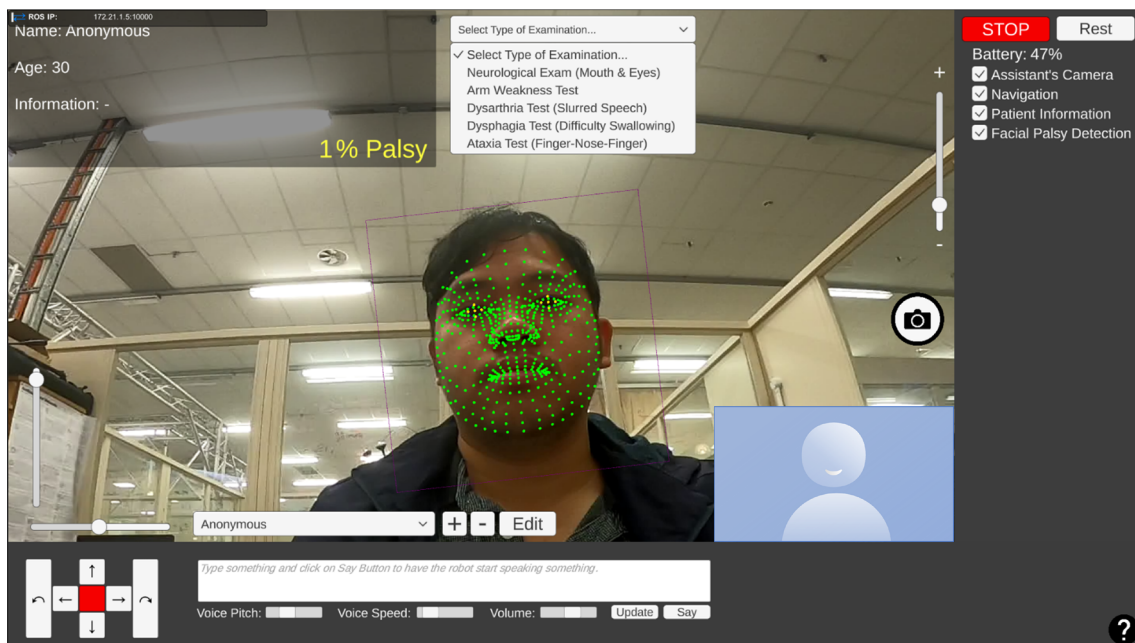 ROS IP: 172.21.1.5:10000
Name: Anonymous
Age: 30
Information: -
1% Palsy
Select Type of Examination...
✓ Select Type of Examination...
Neurological Exam (Mouth & Eyes)
Arm Weakness Test
Dysarthria Test (Slurred Speech)
Dysphagia Test (Difficulty Swallowing)
Ataxia Test (Finger-Nose-Finger)
+
-
STOP Rest
Battery: 47%
Assistant's Camera
Navigation
Patient Information
Facial Palsy Detection
Anonymous + - Edit
↑
← →
↓
Type something and click on Say Button to have the robot start speaking something.
Voice Pitch: Voice Speed: Volume: Update Say
?